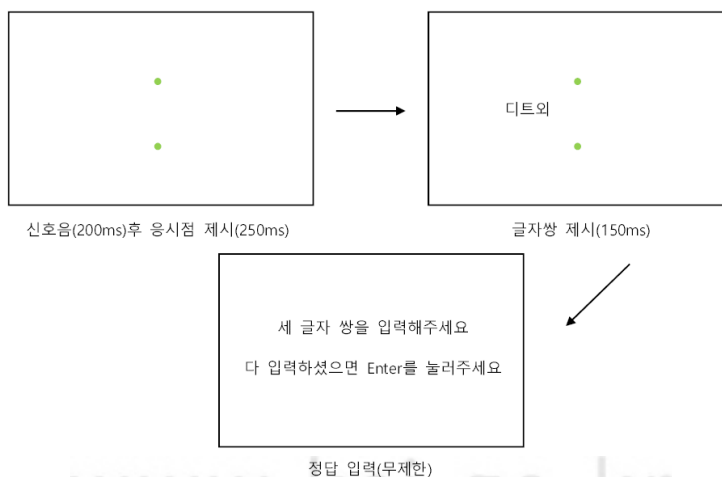 디트외
신호음(200ms)후 응시점 제시(250ms)
글자쌍 제시(150ms)
세 글자 쌍을 입력해주세요
다 입력하셨으면 Enter를 눌러주세요
정답 입력(무제한)